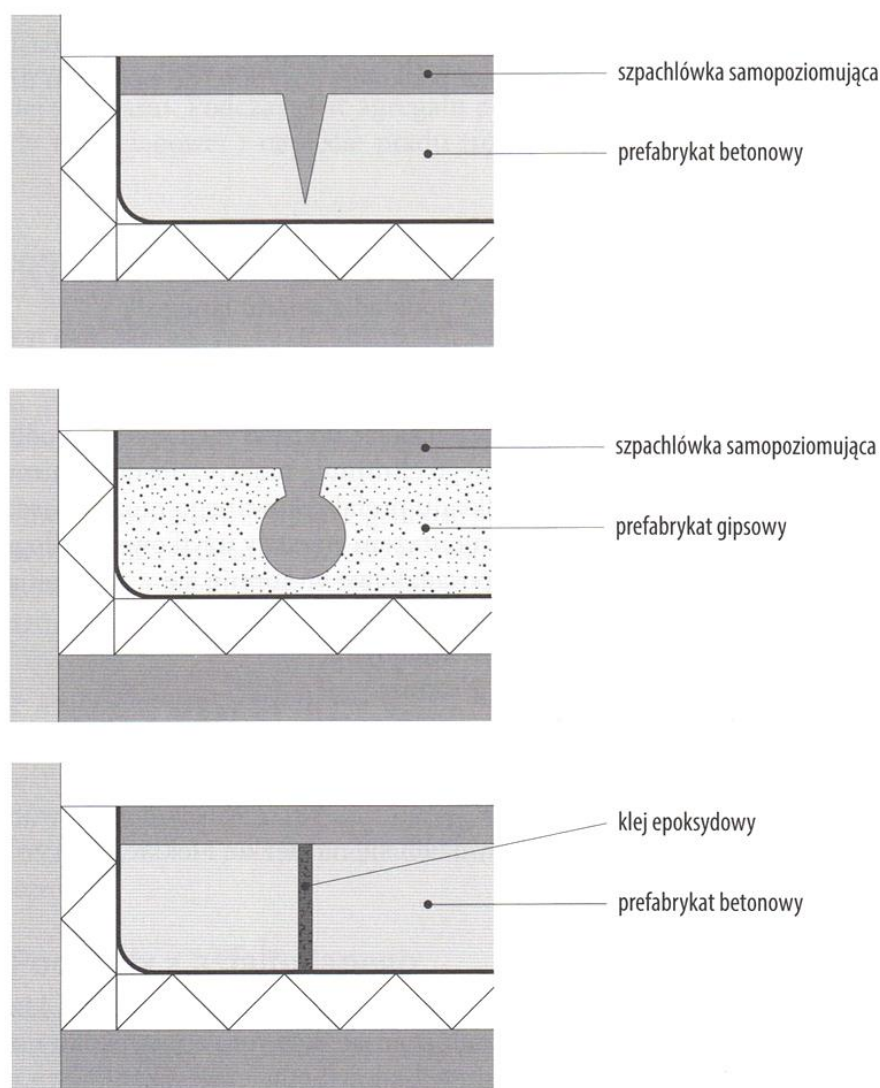 szpachlówka samopoziomująca
prefabrykat betonowy
szpachlówka samopoziomująca
prefabrykat gipsowy
klej epoksydowy
prefabrykat betonowy